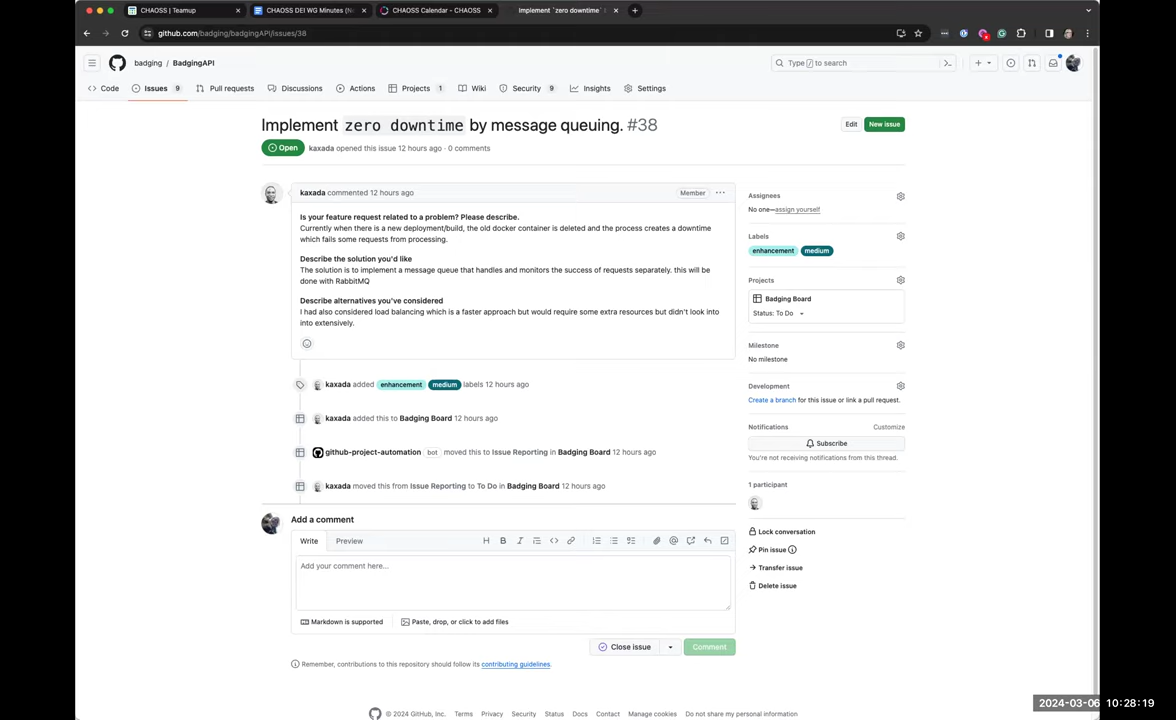 CHAOSS | Teamup
CHAOSS DEI WG Minutes (N
CHAOSS Calendar - CHAOSS
Implement `zero downtime`
github.com/badging/badgingAPI/issues/38
badging / BadgingAPI
Type / to search
Code
Issues 9
Pull requests
Discussions
Actions
Projects 1
Wiki
Security 9
Insights
Settings
Implement zero downtime by message queuing. #38
Edit
New issue
Open
kaxada opened this issue 12 hours ago · 0 comments
kaxada commented 12 hours ago
Member
Is your feature request related to a problem? Please describe.
Currently when there is a new deployment/build, the old docker container is deleted and the process creates a downtime
which fails some requests from processing.
Describe the solution you'd like
The solution is to implement a message queue that handles and monitors the success of requests separately. this will be
done with RabbitMQ
Describe alternatives you've considered
I had also considered load balancing which is a faster approach but would require some extra resources but didn't look into
into extensively.
kaxada added enhancement medium labels 12 hours ago
kaxada added this to Badging Board 12 hours ago
github-project-automation bot moved this to Issue Reporting in Badging Board 12 hours ago
kaxada moved this from Issue Reporting to To Do in Badging Board 12 hours ago
Add a comment
Write
Preview
Add your comment here...
Markdown is supported
Paste, drop, or click to add files
Close issue
Comment
Remember, contributions to this repository should follow its contributing guidelines.
Assignees
No one—assign yourself
Labels
enhancement medium
Projects
Badging Board
Status: To Do
Milestone
No milestone
Development
Create a branch for this issue or link a pull request.
Notifications
Customize
Subscribe
You're not receiving notifications from this thread.
1 participant
Lock conversation
Pin issue
Transfer issue
Delete issue
© 2024 GitHub, Inc.
Terms
Privacy
Security
Status
Docs
Contact
Manage cookies
Do not share my personal information
2024-03-06 10:28:19